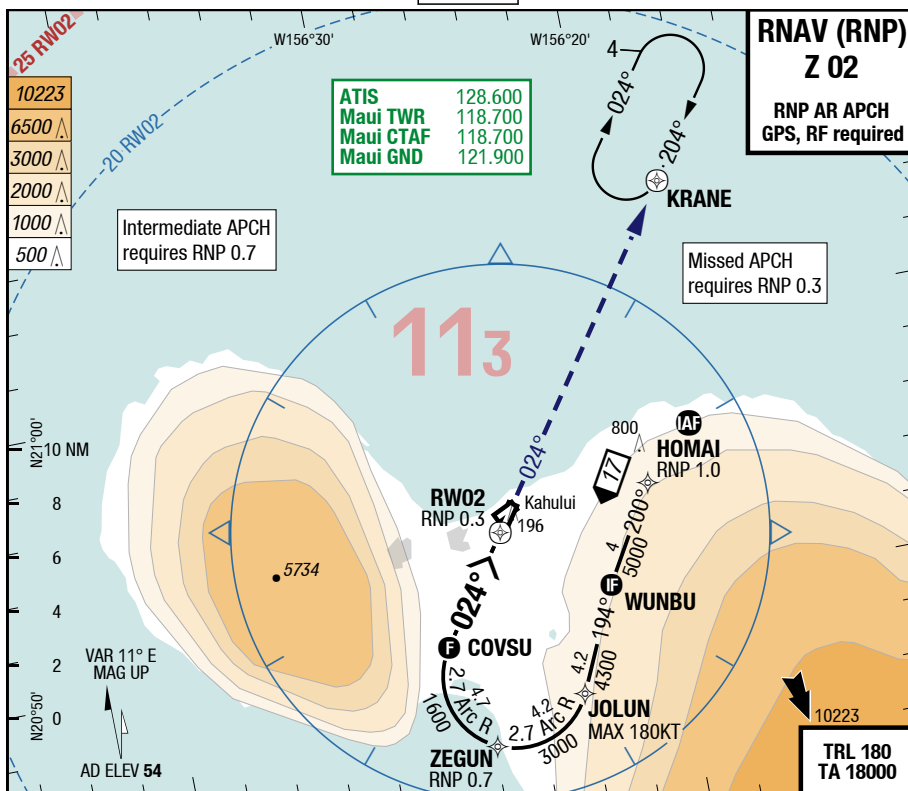 25 RW02
20 RW02
W156°30'
W156°20'
RNAV (RNP)
Z 02
RNP AR APCH
GPS, RF required
10223
6500
3000
2000
1000
500
ATIS 128.600
Maui TWR 118.700
Maui CTAF 118.700
Maui GND 121.900
4
024°
204°
KRANE
Intermediate APCH
requires RNP 0.7
Missed APCH
requires RNP 0.3
11 3
N21°00'
10 NM
8
6
4
2
0
N20°50'
024°
800
IAF
HOMAI
RNP 1.0
17
200°
4
5000
RW02
RNP 0.3
Kahului
196
5734
IF
WUNBU
194°
4.2
4300
024°
F
COVSU
2.7 Arc R
4.7
1600
4.2
2.7 Arc R
3000
JOLUN
MAX 180KT
ZEGUN
RNP 0.7
VAR 11° E
MAG UP
AD ELEV 54
10223
TRL 180
TA 18000